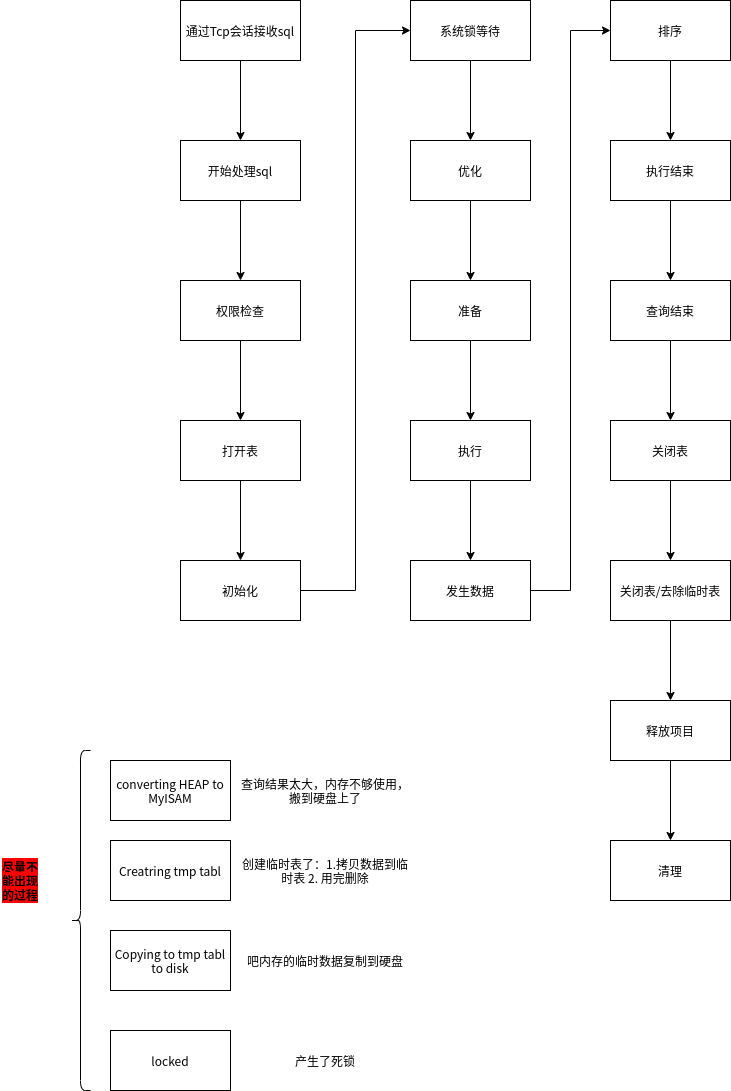 通过Tcp会话接收sql
开始处理sql
权限检查
打开表
初始化
系统锁等待
优化
准备
执行
发生数据
排序
执行结束
查询结束
关闭表
关闭表/去除临时表
释放项目
清理
尽量不
能出现
的过程
converting HEAP to
MyISAM
查询结果太大，内存不够使用，
搬到硬盘上了
Creatring tmp tabl
创建临时表了：1.拷贝数据到临
时表 2. 用完删除
Copying to tmp tabl
to disk
吧内存的临时数据复制到硬盘
locked
产生了死锁